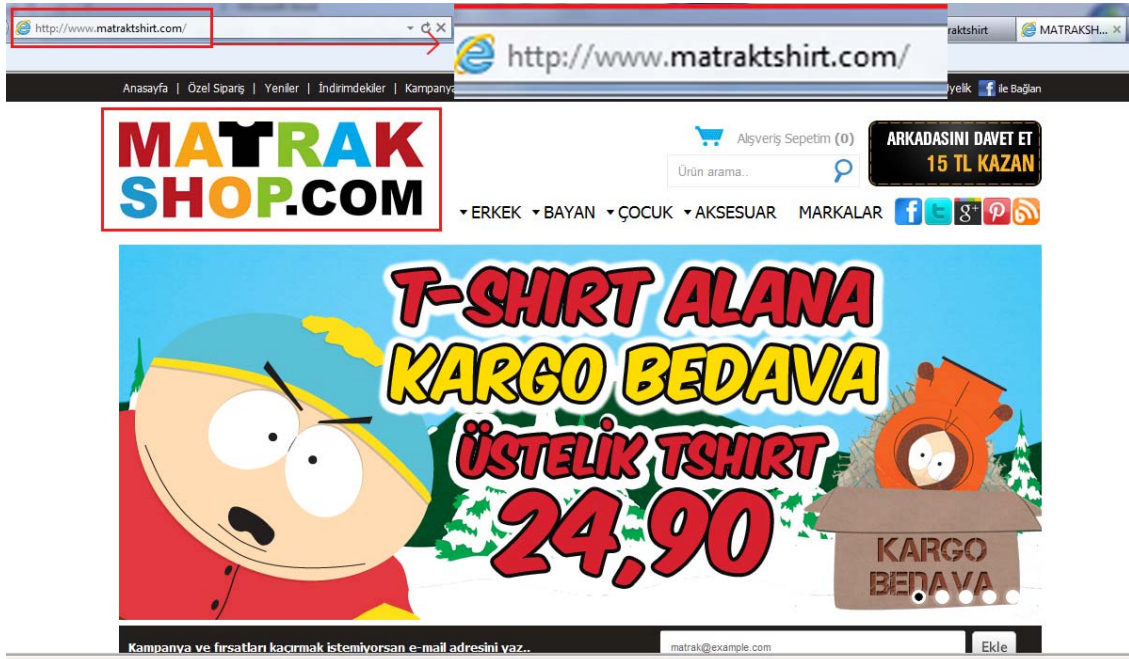 http://www.matraktshirt.com/
http://www.matraktshirt.com/
raktshirt
MATRAKSH...
Anasayfa | Özel Sipariş | Yeniler | İndirimdekiler | Kampanya
Üyelik f ile Bağlan
MATRAK
SHOP.COM
Alışveriş Sepetim (0)
Ürün arama..
ARKADASINI DAVET ET
15 TL KAZAN
ERKEK BAYAN ÇOCUK AKSESUAR MARKALAR
T-SHIRT ALANA
KARGO BEDAVA
ÜSTELİK TSHIRT
24,90
KARGO
BEDAVA
Kampanya ve fırsatları kaçırmak istemiyorsan e-mail adresini yaz..
matrak@example.com
Ekle